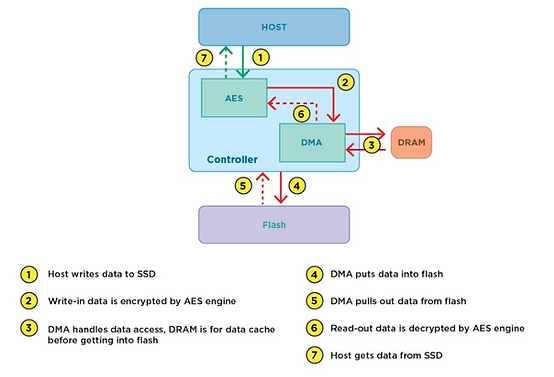 HOST
7
1
2
AES
6
DMA
3
DRAM
Controller
5
4
Flash
1 Host writes data to SSD
2 Write-in data is encrypted by AES engine
3 DMA handles data access, DRAM is for data cache
before getting into flash
4 DMA puts data into flash
5 DMA pulls out data from flash
6 Read-out data is decrypted by AES engine
7 Host gets data from SSD